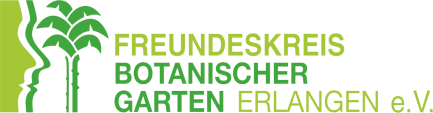 FREUNDESKREIS
BOTANISCHER
GARTEN ERLANGEN e.V.